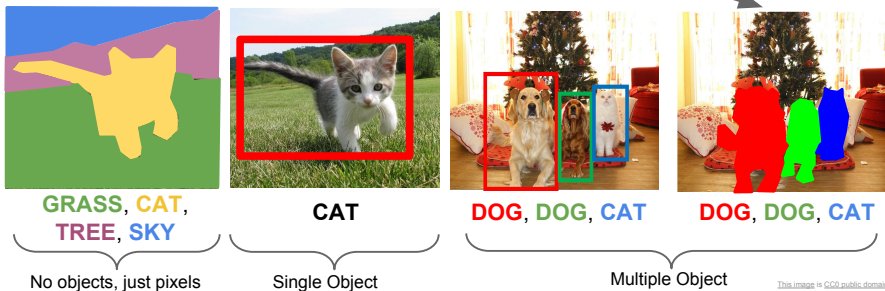 GRASS, CAT,
TREE, SKY
CAT
DOG, DOG, CAT
DOG, DOG, CAT
No objects, just pixels
Single Object
Multiple Object
This image is CC0 public domai